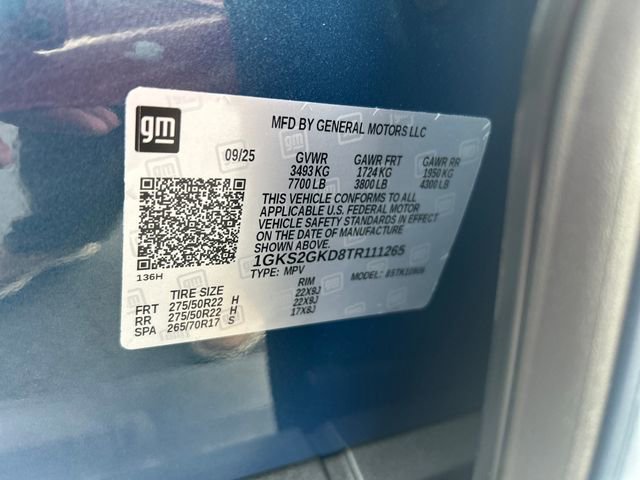 gm
MFD BY GENERAL MOTORS LLC
09/25 GVWR GAWR FRT GAWR RR
3493 KG 1724 KG 1950 KG
7700 LB 3800 LB 4300 LB
THIS VEHICLE CONFORMS TO ALL
APPLICABLE U.S. FEDERAL MOTOR
VEHICLE SAFETY STANDARDS IN EFFECT
ON THE DATE OF MANUFACTURE
SHOWN ABOVE.
136H
1GKS2GKD8TR111265
TYPE: MPV MODEL:
TIRE SIZE RIM
FRT 275/50R22 H 22X9J
RR 275/50R22 H 22X9J
SPA 265/70R17 S 17X8J